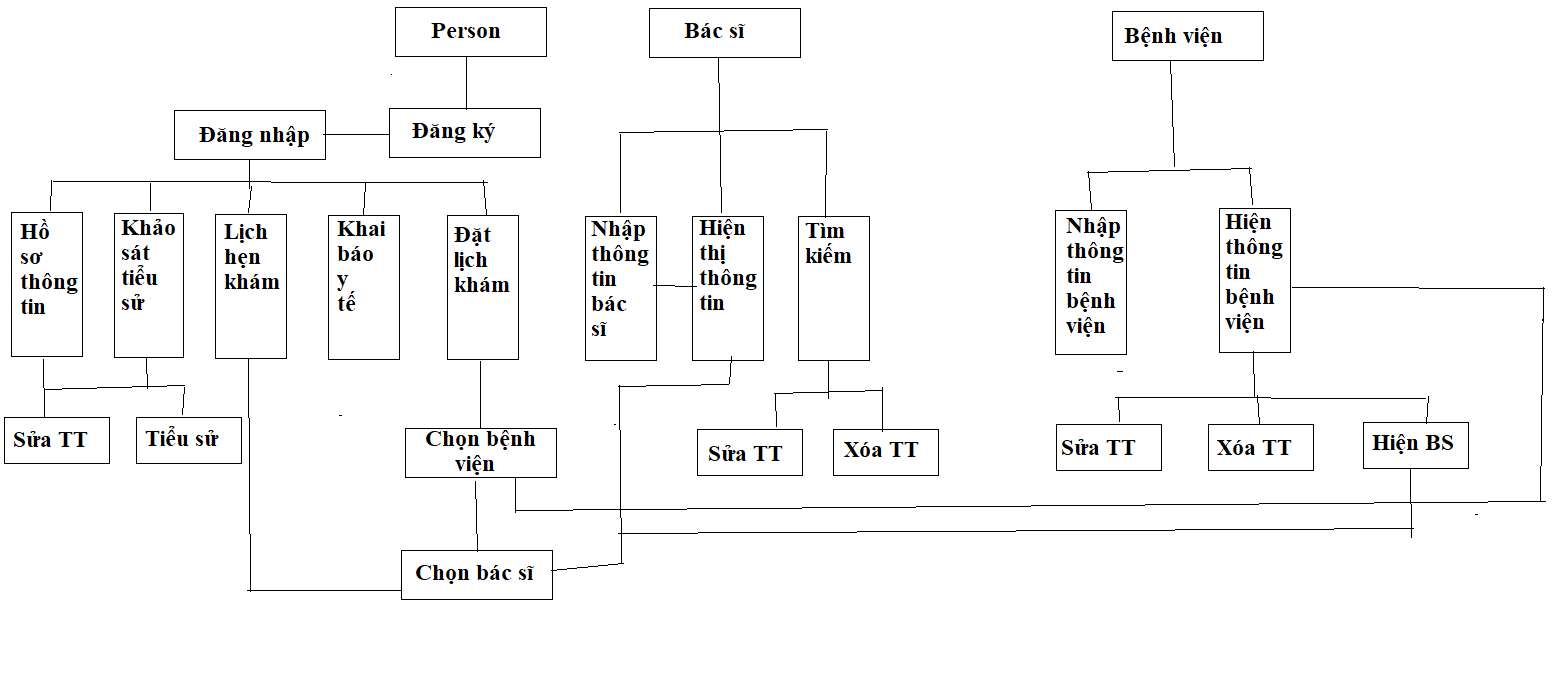 Person
Bác sĩ
Bệnh viện
Đăng nhập
Đăng ký
Hồ
sơ
thông
tin
Khảo
sát
tiểu
sử
Lịch
hẹn
khám
Khai
báo
y
tế
Đặt
lịch
khám
Nhập
thông
tin
bác
sĩ
Hiện
thị
thông
tin
Tìm
kiếm
Nhập
thông
tin
bệnh
viện
Hiện
thông
tin
bệnh
viện
Sửa TT
Tiểu sử
Chọn bệnh
viện
Sửa TT
Xóa TT
Sửa TT
Xóa TT
Hiện BS
Chọn bác sĩ